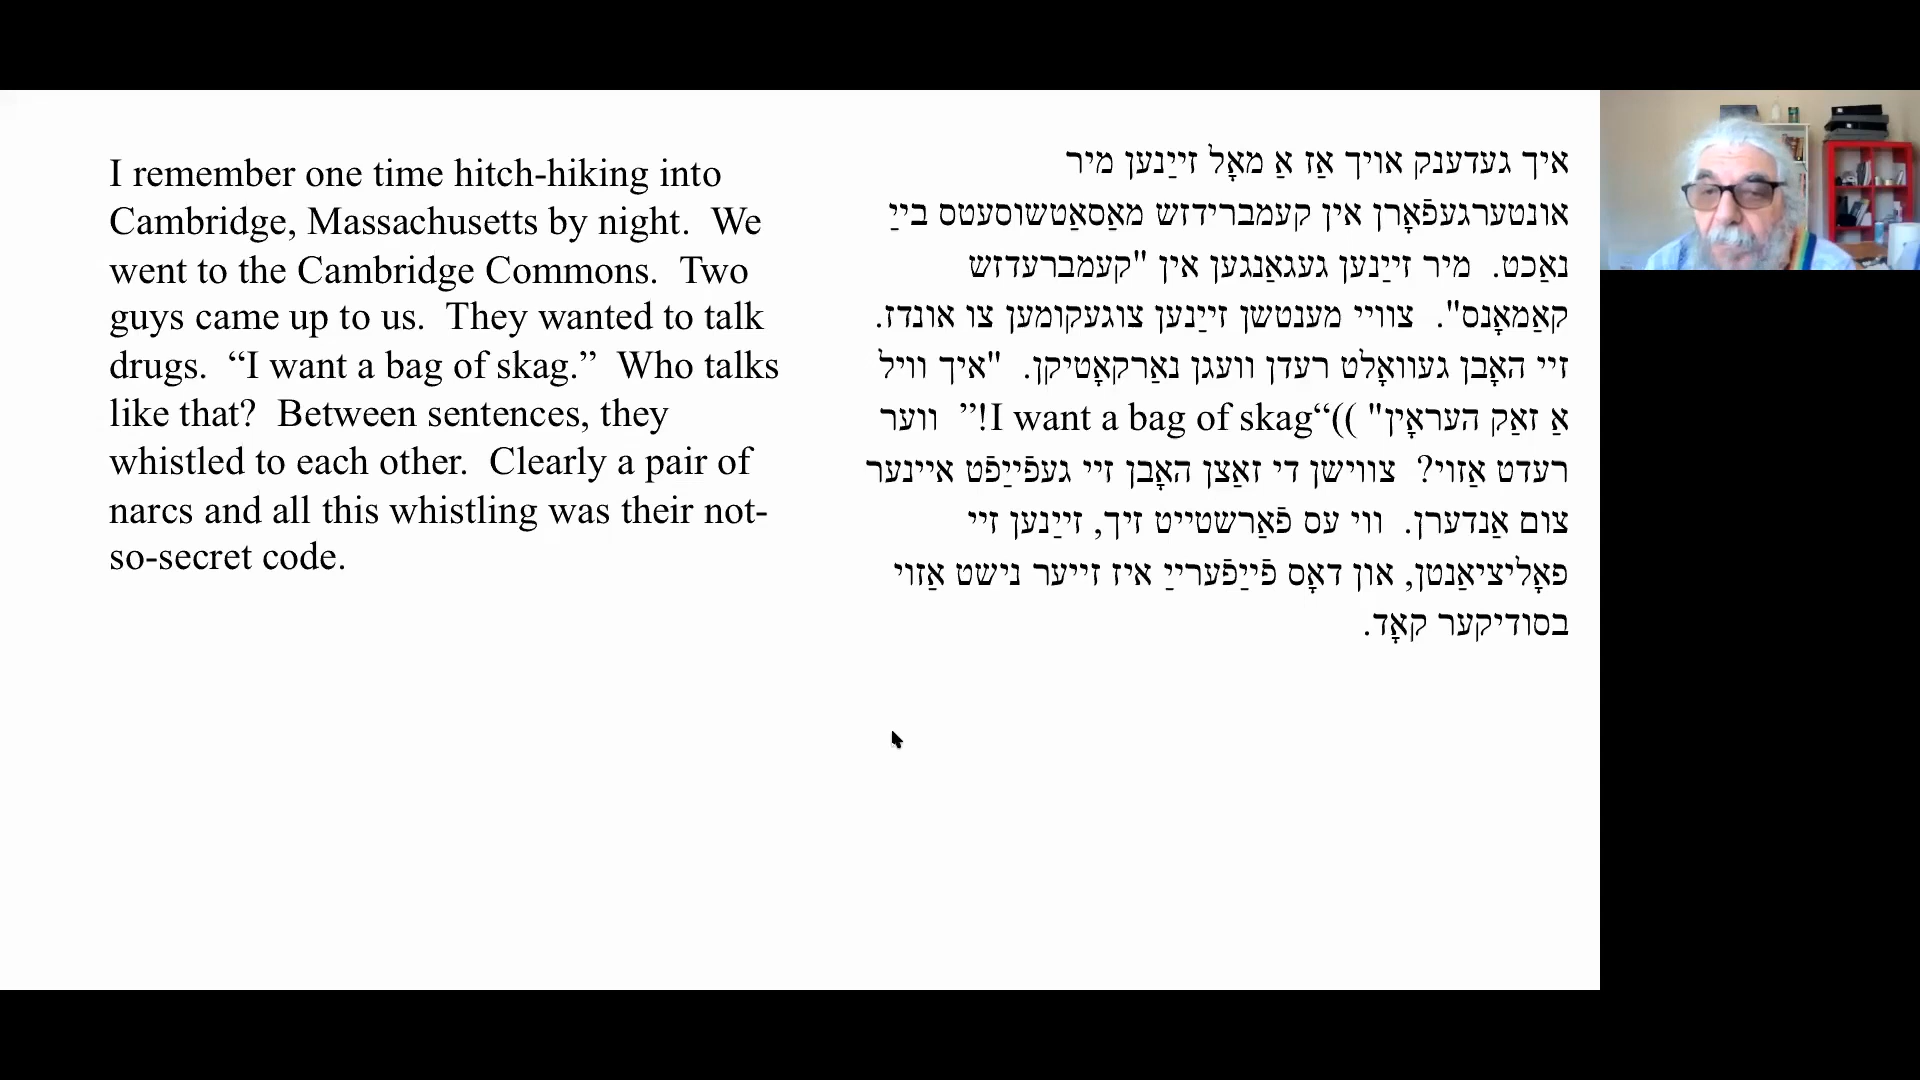 I remember one time hitch-hiking into
Cambridge, Massachusetts by night.  We
went to the Cambridge Commons.  Two
guys came up to us.  They wanted to talk
drugs.  “I want a bag of skag.”  Who talks
like that?  Between sentences, they
whistled to each other.  Clearly a pair of
narcs and all this whistling was their not-
so-secret code.
איך געדענק אויך אַז אַ מאָל זײַנען מיר
אונטערגעפֿאָרן אין קעמברידזש מאַסאַטשוסעטס בײַ
נאַכט.  מיר זײַנען געגאַנגען אין "קעמברעדזש
קאַמאָנס".  צוויי מענטשן זײַנען צוגעקומען צו אונדז.
זיי האָבן געוואָלט רעדן וועגן נאַרקאָטיקן.  "איך וויל
אַ זאַק העראָין" ))“I want a bag of skag!”  ווער
רעדט אַזוי?  צווישן די זאַצן האָבן זיי געפֿײַפֿט איינער
צום אַנדערן.  ווי עס פֿאַרשטייט זיך, זײַנען זיי
פּאָליציאַנטן, און דאָס פֿײַפֿערײַ איז זייער נישט אַזוי
בסודיקער קאָד.